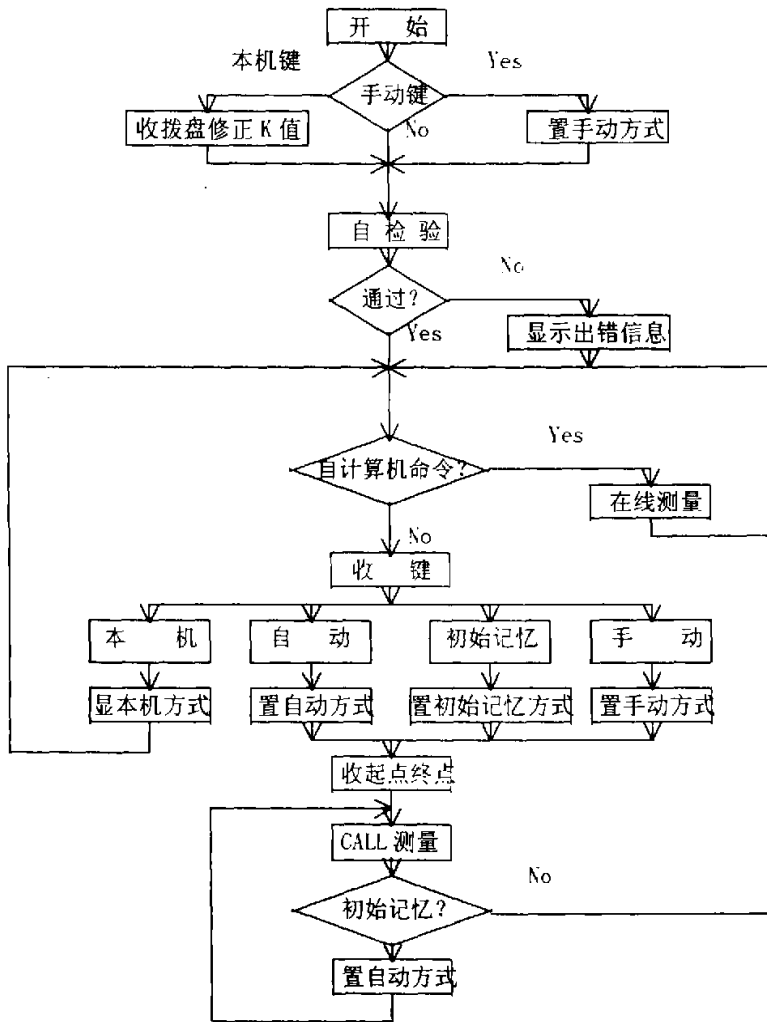 开 始
本机键
Yes
手动键
收拨盘修正K值
No
置手动方式
自检验
No
通过?
Yes
显示出错信息
Yes
自计算机命令?
在线测量
No
收 键
本 机
自 动
初始记忆
手 动
显本机方式
置自动方式
置初始记忆方式
置手动方式
收起点终点
CALL测量
No
初始记忆?
置自动方式